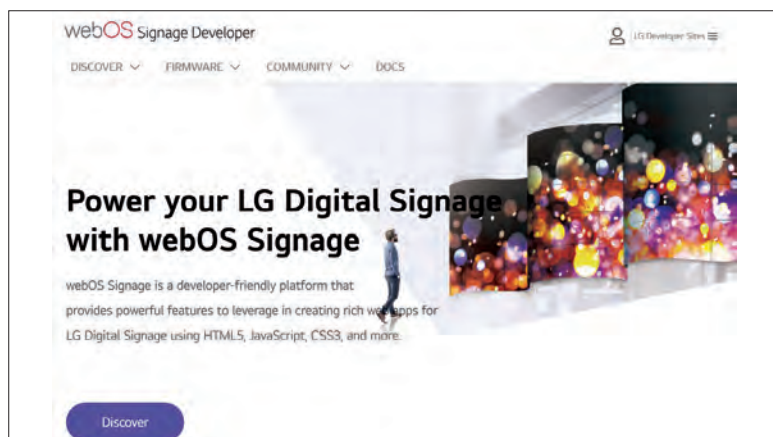 webOS Signage Developer
LG Developer Sites
DISCOVER
FIRMWARE
COMMUNITY
DOCS
Power your LG Digital Signage
with webOS Signage
webOS Signage is a developer-friendly platform that
provides powerful features to leverage in creating rich web apps for
LG Digital Signage using HTML5, JavaScript, CSS3, and more.
Discover